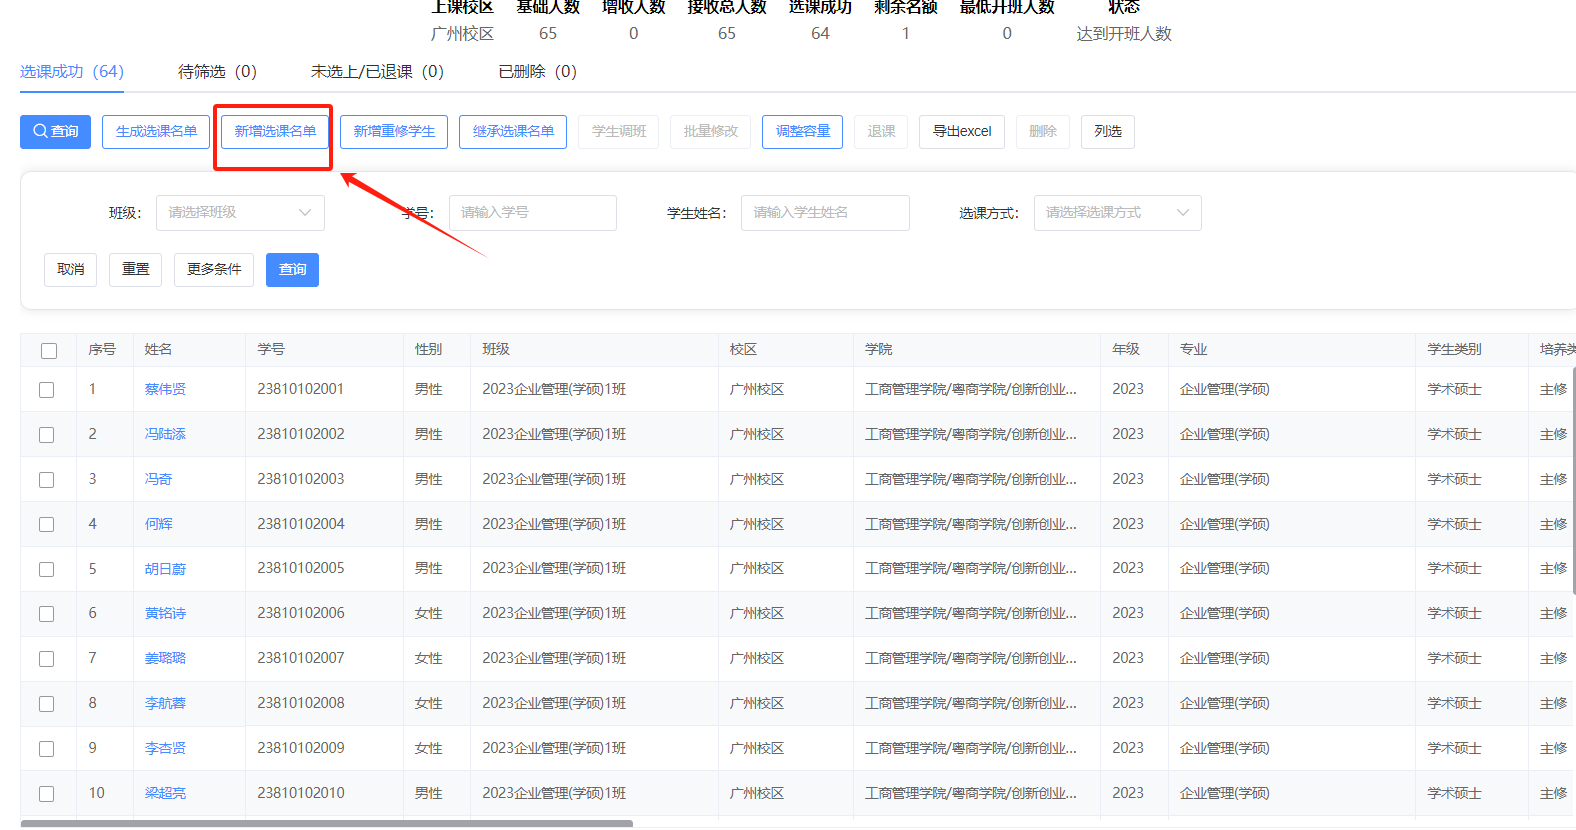 上课校区 基础人数 增收人数 接收总人数 选课成功 剩余名额 最低开班人数 状态
广州校区 65 0 65 64 1 0 达到开班人数
选课成功（64） 待筛选（0） 未选上/已退课（0） 已删除（0）
查询 生成选课名单 新增选课名单 新增重修学生 继承选课名单 学生调班 批量修改 调整容量 退课 导出excel 删除 列选
班级： 请选择班级 学号： 请输入学号 学生姓名： 请输入学生姓名 选课方式： 请选择选课方式
取消 重置 更多条件 查询
序号 姓名 学号 性别 班级 校区 学院 年级 专业 学生类别 培养类
1 蔡伟贤 23810102001 男性 2023企业管理(学硕)1班 广州校区 工商管理学院/粤商学院/创新创业... 2023 企业管理(学硕) 学术硕士 主修
2 冯陆添 23810102002 男性 2023企业管理(学硕)1班 广州校区 工商管理学院/粤商学院/创新创业... 2023 企业管理(学硕) 学术硕士 主修
3 冯奇 23810102003 男性 2023企业管理(学硕)1班 广州校区 工商管理学院/粤商学院/创新创业... 2023 企业管理(学硕) 学术硕士 主修
4 何辉 23810102004 男性 2023企业管理(学硕)1班 广州校区 工商管理学院/粤商学院/创新创业... 2023 企业管理(学硕) 学术硕士 主修
5 胡日蔚 23810102005 男性 2023企业管理(学硕)1班 广州校区 工商管理学院/粤商学院/创新创业... 2023 企业管理(学硕) 学术硕士 主修
6 黄铭诗 23810102006 女性 2023企业管理(学硕)1班 广州校区 工商管理学院/粤商学院/创新创业... 2023 企业管理(学硕) 学术硕士 主修
7 姜璐璐 23810102007 女性 2023企业管理(学硕)1班 广州校区 工商管理学院/粤商学院/创新创业... 2023 企业管理(学硕) 学术硕士 主修
8 李航蓉 23810102008 女性 2023企业管理(学硕)1班 广州校区 工商管理学院/粤商学院/创新创业... 2023 企业管理(学硕) 学术硕士 主修
9 李杏贤 23810102009 女性 2023企业管理(学硕)1班 广州校区 工商管理学院/粤商学院/创新创业... 2023 企业管理(学硕) 学术硕士 主修
10 梁超亮 23810102010 男性 2023企业管理(学硕)1班 广州校区 工商管理学院/粤商学院/创新创业... 2023 企业管理(学硕) 学术硕士 主修